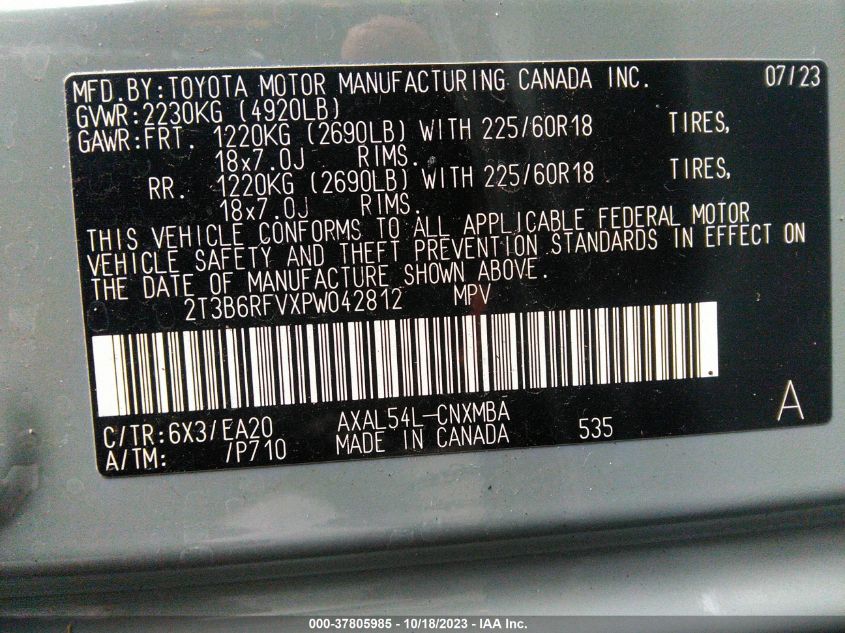 MFD.BY:TOYOTA MOTOR MANUFACTURING CANADA INC. 07/23
GVWR:2230KG (4920LB)
GAWR:FRT. 1220KG (2690LB) WITH 225/60R18 TIRES,
18x7.0J RIMS.
RR. 1220KG (2690LB) WITH 225/60R18 TIRES,
18x7.0J RIMS.
THIS VEHICLE CONFORMS TO ALL APPLICABLE FEDERAL MOTOR
VEHICLE SAFETY AND THEFT PREVENTION STANDARDS IN EFFECT ON
THE DATE OF MANUFACTURE SHOWN ABOVE.
2T3B6RFVXPW042812 MPV
C/TR:6X3/EA20 AXAL54L-CNXMBA A
A/TM: /P710 MADE IN CANADA 535
000-37805985 - 10/18/2023 - IAA Inc.